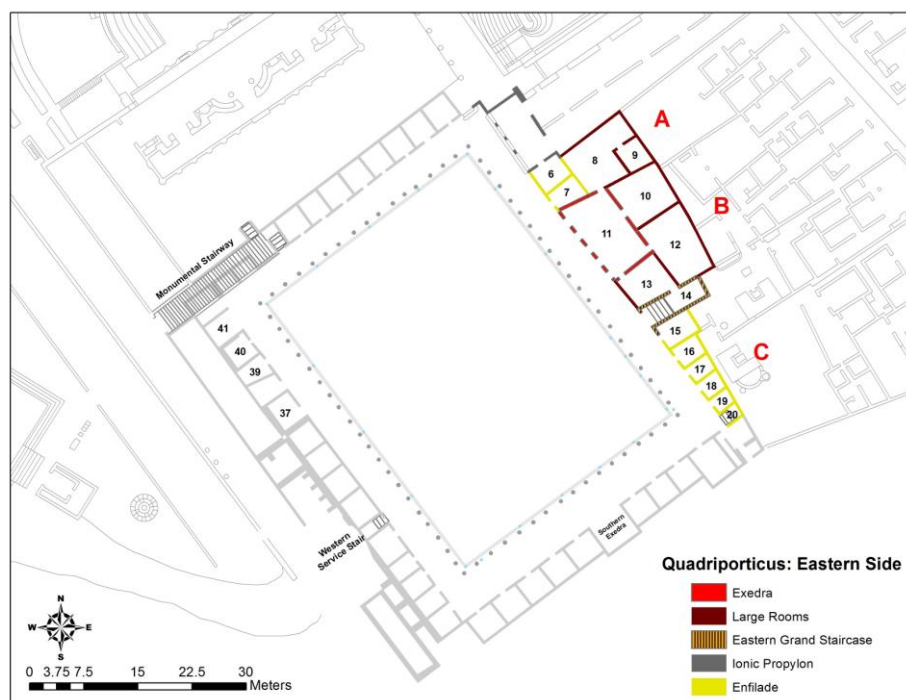 A
B
C
6
7
8
9
10
11
12
13
14
15
16
17
18
19
20
Monumental Stairway
41
40
39
37
Western
Service Stair
Southern
Exedra
N
W E
S
0 3.75 7.5 15 22.5 30
Meters
Quadriporticus: Eastern Side
Exedra
Large Rooms
Eastern Grand Staircase
Ionic Propylon
Enfilade